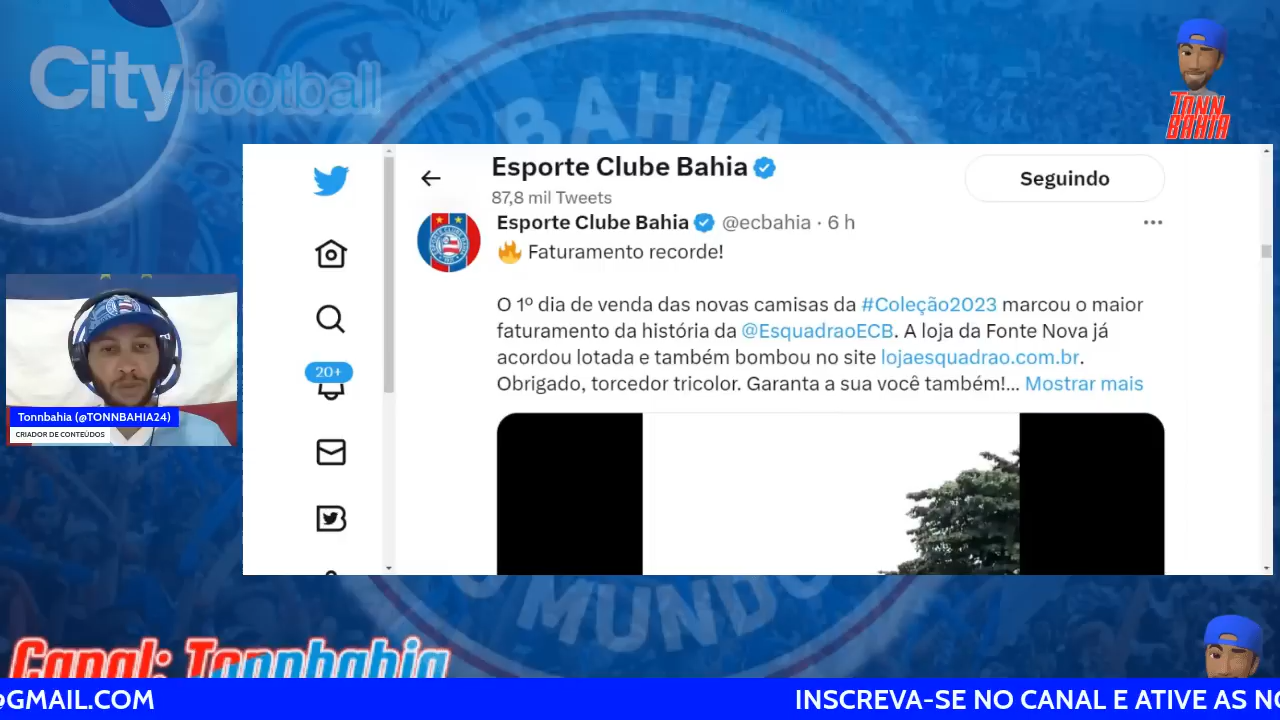 City football
BAHIA
TONN
BAHIA
Esporte Clube Bahia
87,8 mil Tweets
Seguindo
Esporte Clube Bahia @ecbahia · 6 h
🔥 Faturamento recorde!
O 1º dia de venda das novas camisas da #Coleção2023 marcou o maior
faturamento da história da @EsquadraoECB. A loja da Fonte Nova já
acordou lotada e também bombou no site lojaesquadrao.com.br.
Obrigado, torcedor tricolor. Garanta a sua você também!... Mostrar mais
20+
Tonnbahia (@TONNBAHIA24)
CRIADOR DE CONTEÚDOS
O MUNDO
Canal: Tonnbahia
@GMAIL.COM
INSCREVA-SE NO CANAL E ATIVE AS NO